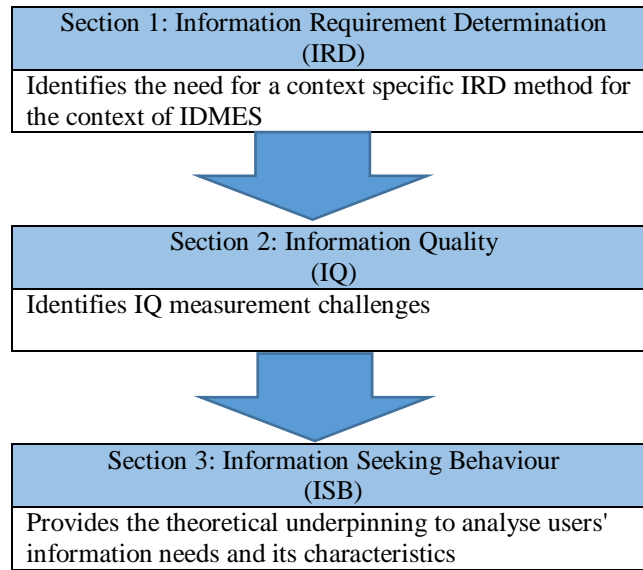 Section 1: Information Requirement Determination
(IRD)
Identifies the need for a context specific IRD method for
the context of IDMES
Section 2: Information Quality
(IQ)
Identifies IQ measurement challenges
Section 3: Information Seeking Behaviour
(ISB)
Provides the theoretical underpinning to analyse users'
information needs and its characteristics